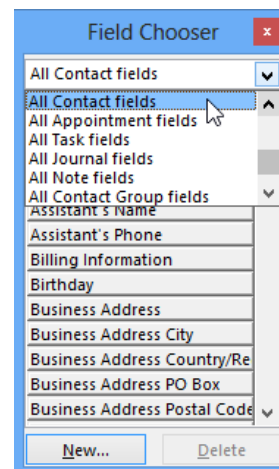 Field Chooser
x
All Contact fields
All Contact fields
All Appointment fields
All Task fields
All Journal fields
All Note fields
All Contact Group fields
Assistant's Name
Assistant's Phone
Billing Information
Birthday
Business Address
Business Address City
Business Address Country/Re
Business Address PO Box
Business Address Postal Code
New... Delete